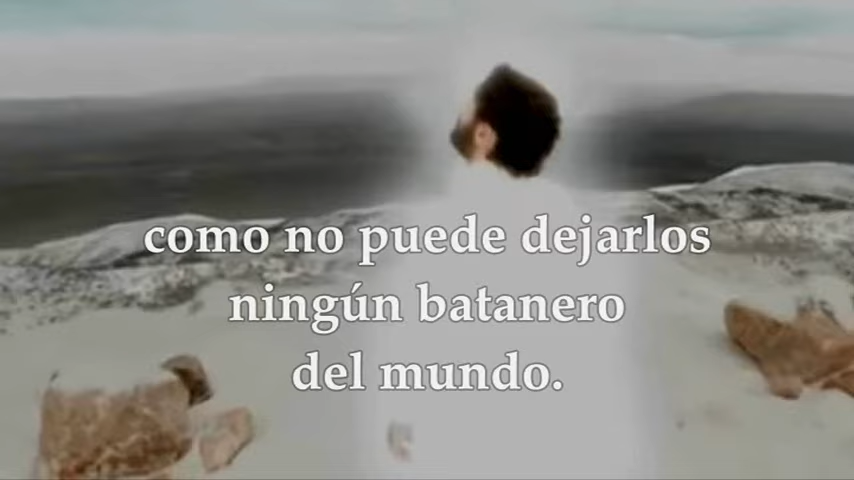 como no puede dejarlos
ningún batanero
del mundo.